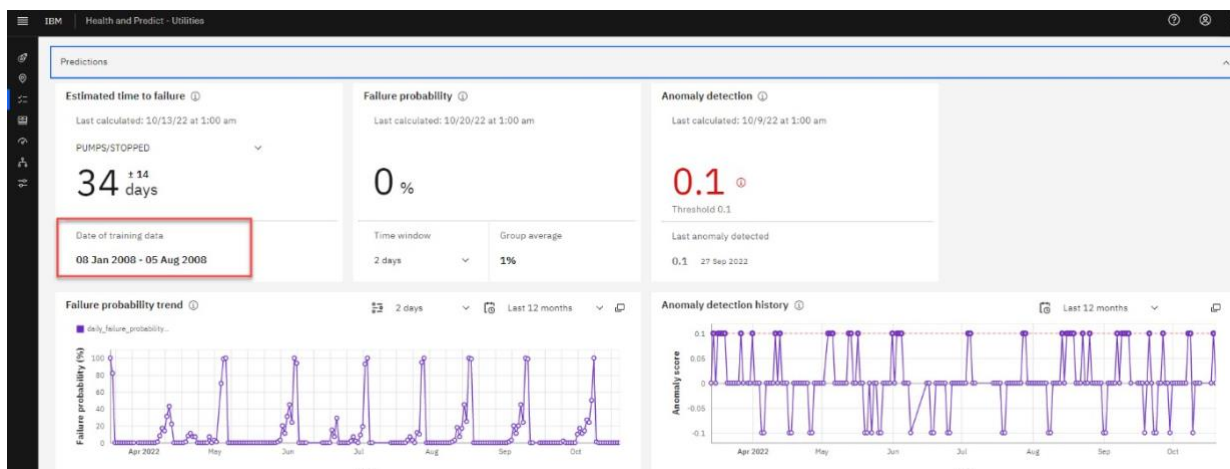 IBM Health and Predict - Utilities
Predictions
Estimated time to failure
Last calculated: 10/13/22 at 1:00 am
PUMPS/STOPPED
34 ± 14 days
Date of training data
08 Jan 2008 - 05 Aug 2008
Failure probability
Last calculated: 10/20/22 at 1:00 am
0 %
Time window
2 days
Group average
1%
Anomaly detection
Last calculated: 10/9/22 at 1:00 am
0.1
Threshold 0.1
Last anomaly detected
0.1 27 Sep 2022
Failure probability trend
2 days
Last 12 months
daily_failure_probability...
Failure probability (%)
100
80
60
40
20
0
Apr 2022 May Jun Jul Aug Sep Oct
Anomaly detection history
Last 12 months
Anomaly score
0.1
0.05
0
-0.05
-0.1
Apr 2022 May Jun Jul Aug Sep Oct